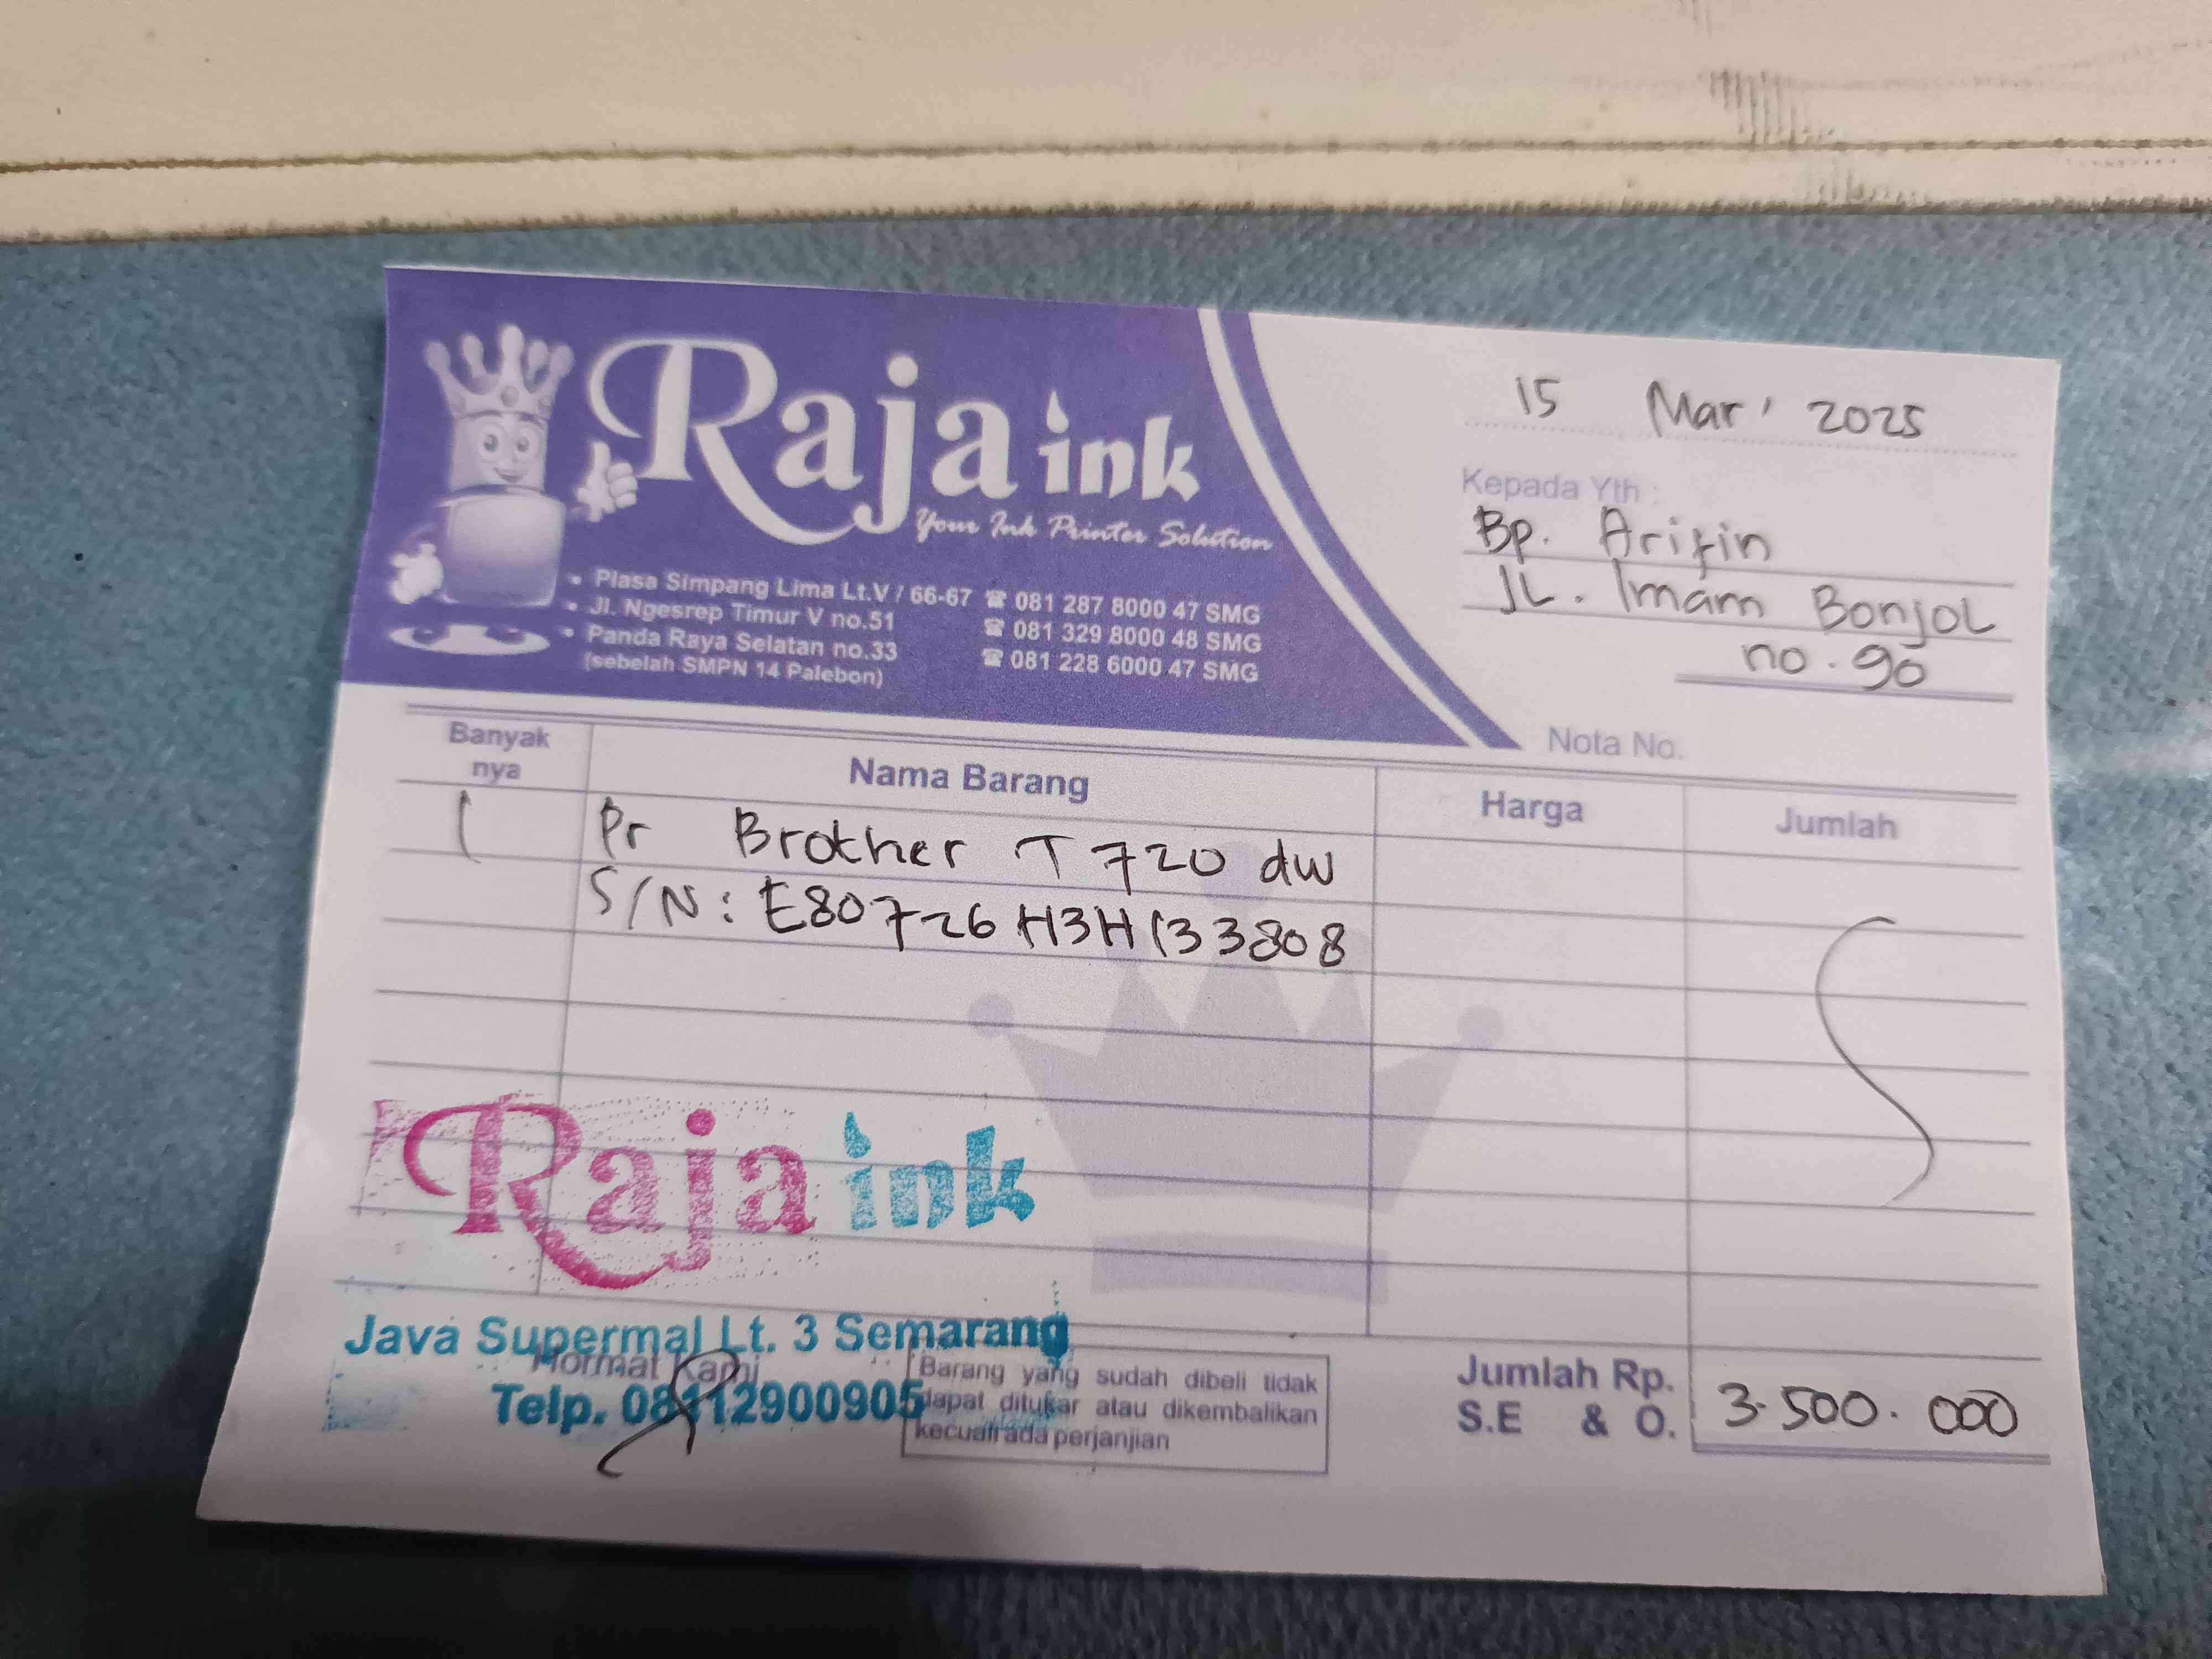 Raja ink
Your Ink Printer Solution
• Plasa Simpang Lima Lt.V / 66-67 ☎ 081 287 8000 47 SMG
• Jl. Ngesrep Timur V no.51 ☎ 081 329 8000 48 SMG
• Panda Raya Selatan no.33 ☎ 081 228 6000 47 SMG
(sebelah SMPN 14 Palebon)
15 Mar' 2025
Kepada Yth :
Bp. Arifin
JL. Imam Bonjol
no. 90
Nota No.
Banyak nya Nama Barang Harga Jumlah
1 Pr Brother T 720 dw
S/N: E80726H3H133808
Raja ink
Java Supermal Lt. 3 Semarang
Hormat Kami
Telp. 08112900905
Barang yang sudah dibeli tidak
dapat ditukar atau dikembalikan
kecuali ada perjanjian
Jumlah Rp.
S.E & O. 3.500.000